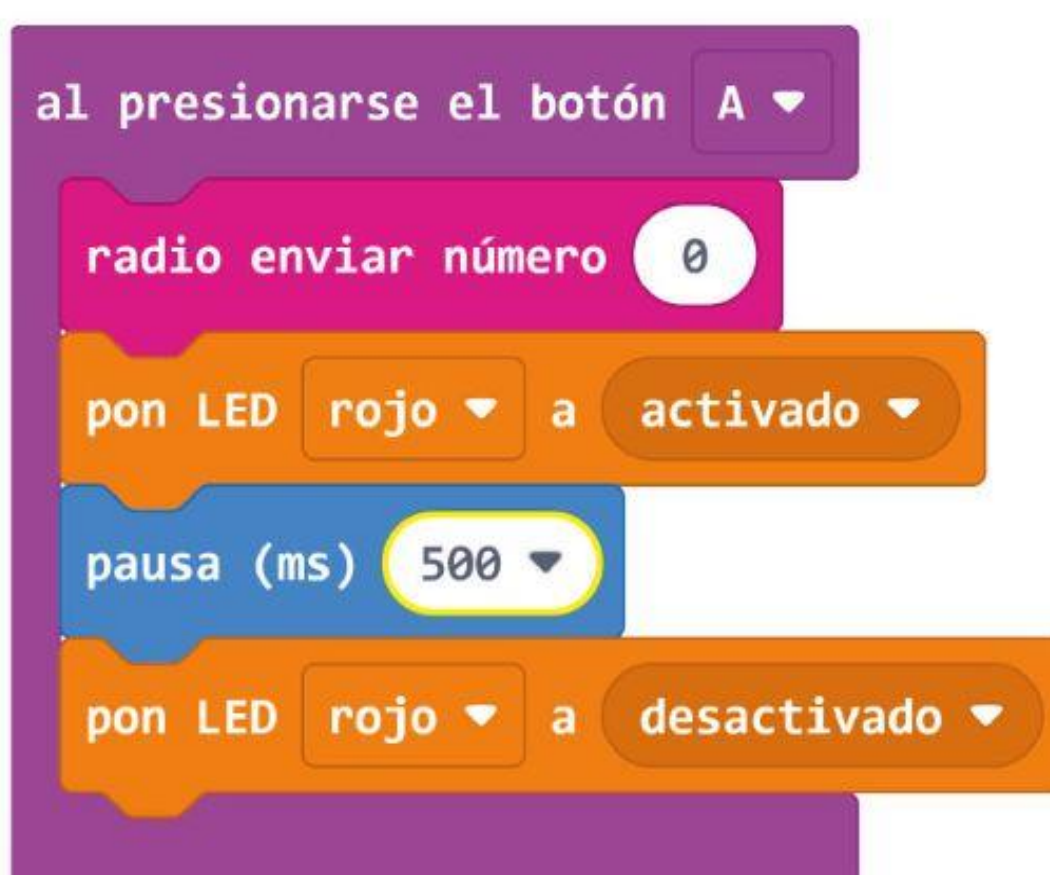 al presionarse el botón A
radio enviar número 0
pon LED rojo a activado
pausa (ms) 500
pon LED rojo a desactivado